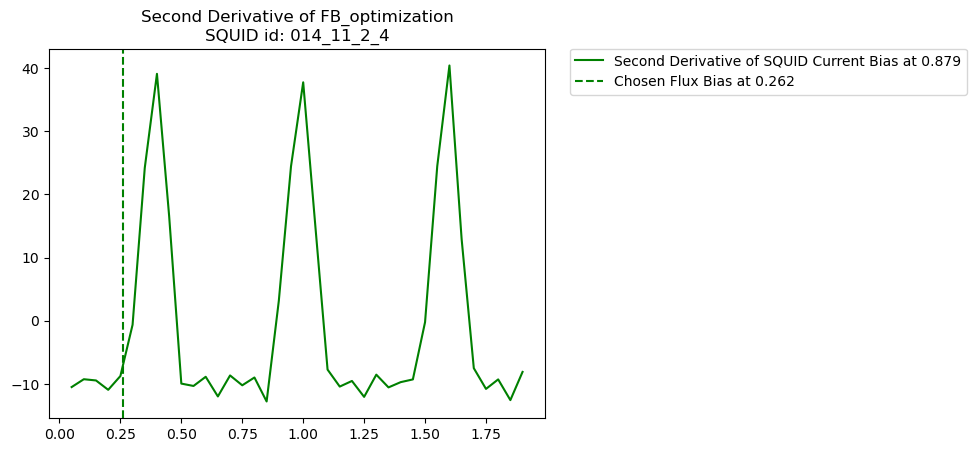 Second Derivative of FB_optimization
SQUID id: 014_11_2_4
Second Derivative of SQUID Current Bias at 0.879
Chosen Flux Bias at 0.262
40
30
20
10
0
−10
0.00 0.25 0.50 0.75 1.00 1.25 1.50 1.75